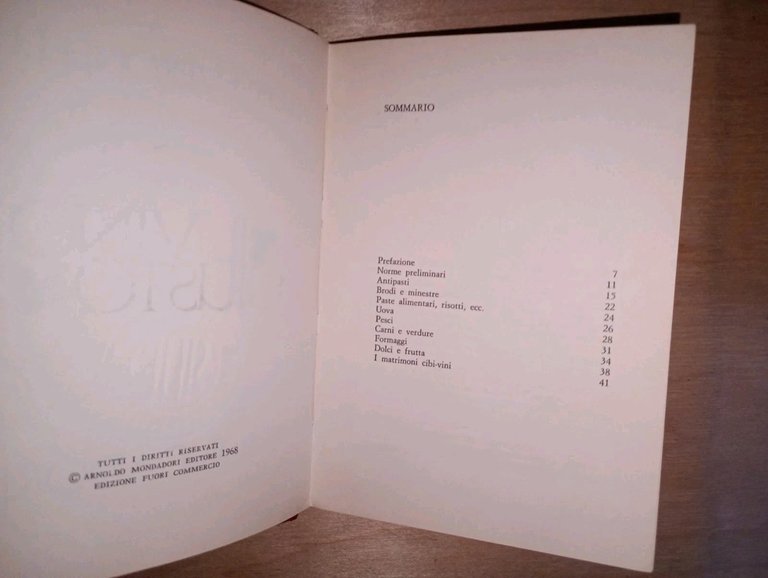 TUTTI I DIRITTI RISERVATI
© ARNOLDO MONDADORI EDITORE 1968
EDIZIONE FUORI COMMERCIO
SOMMARIO
Prefazione 7
Norme preliminari 11
Antipasti 15
Brodi e minestre 22
Paste alimentari, risotti, ecc. 24
Uova 26
Pesci 28
Carni e verdure 31
Formaggi 34
Dolci e frutta 38
I matrimoni cibi-vini 41